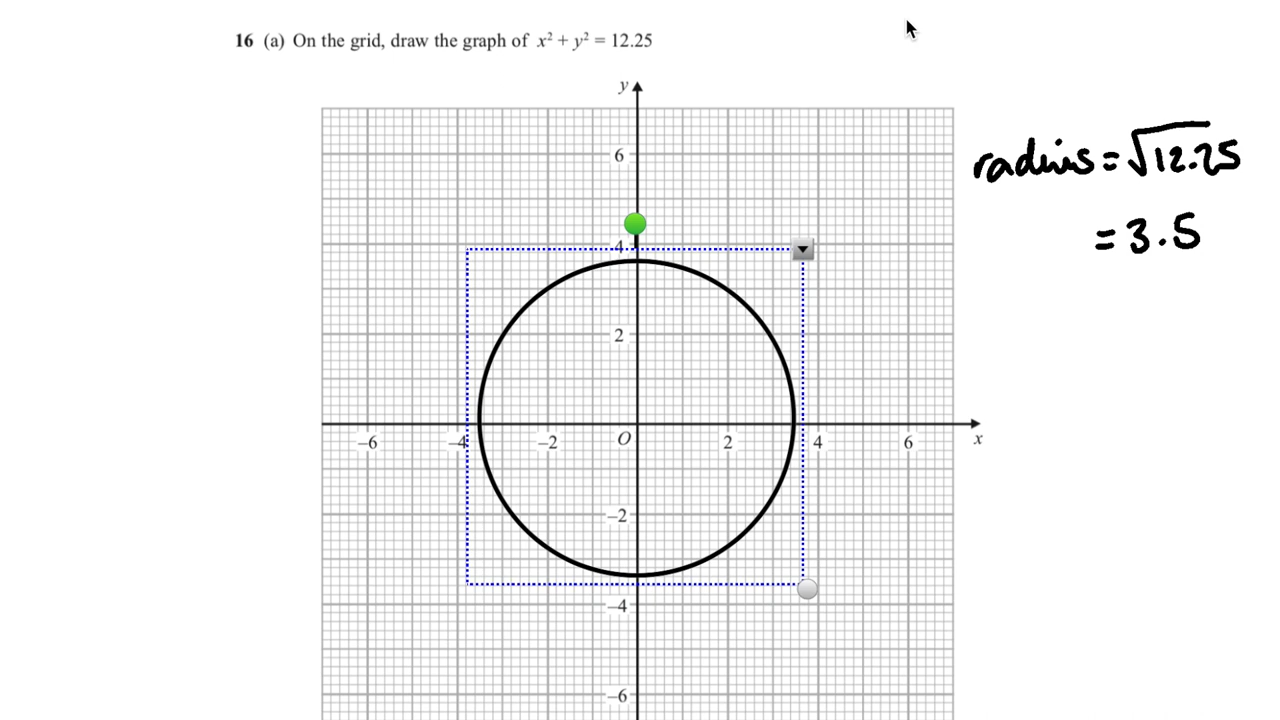 16 (a) On the grid, draw the graph of x² + y² = 12.25
y
6
radius = √12.25
= 3.5
4
2
–6 –4 –2 O 2 4 6 x
–2
–4
–6